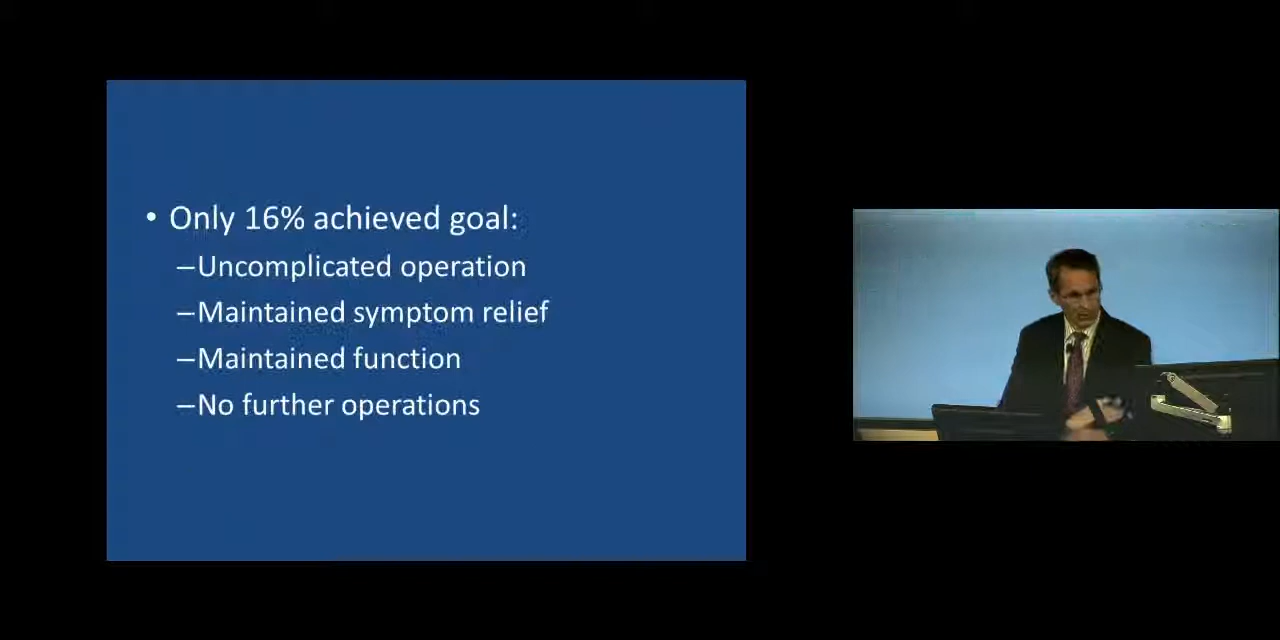 • Only 16% achieved goal:
–Uncomplicated operation
–Maintained symptom relief
–Maintained function
–No further operations